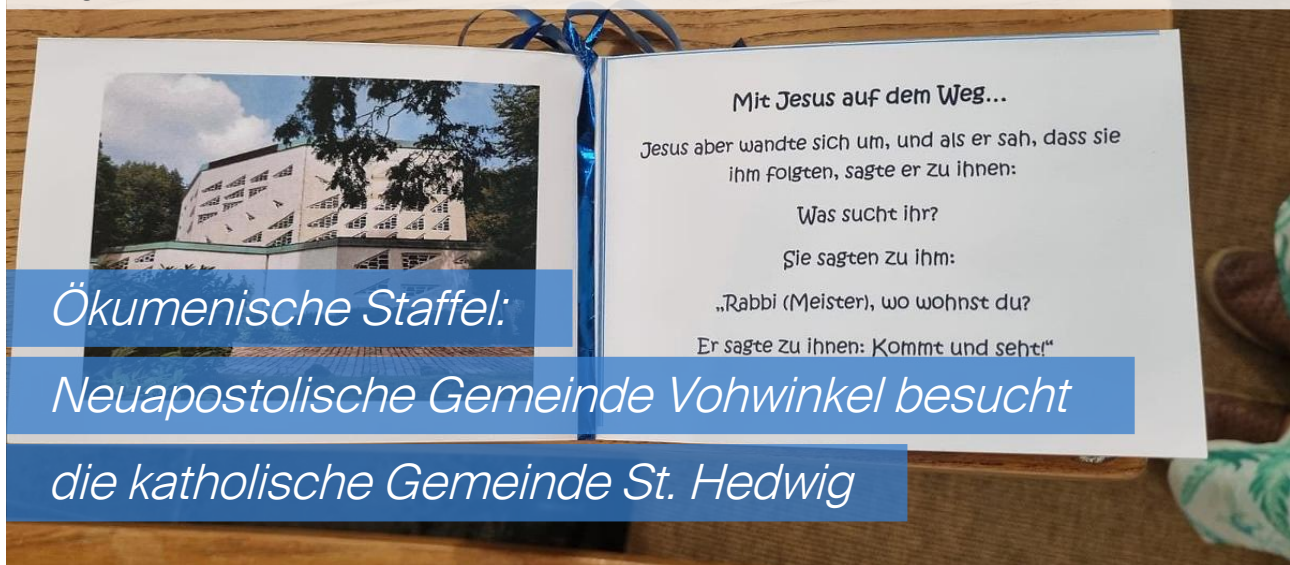 Mit Jesus auf dem Weg...
Jesus aber wandte sich um, und als er sah, dass sie
ihm folgten, sagte er zu ihnen:
Was sucht ihr?
Sie sagten zu ihm:
„Rabbi (Meister), wo wohnst du?
Er sagte zu ihnen: Kommt und seht!“
Ökumenische Staffel:
Neuapostolische Gemeinde Vohwinkel besucht
die katholische Gemeinde St. Hedwig